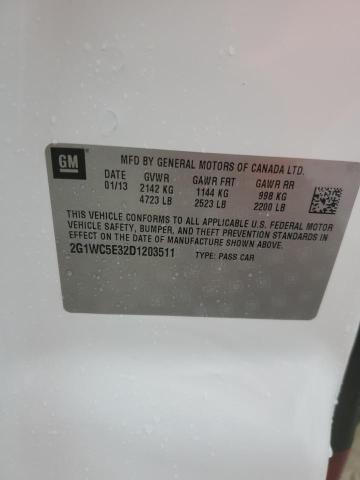 GM
MFD BY GENERAL MOTORS OF CANADA LTD.
DATE GVWR GAWR FRT GAWR RR
01/13 2142 KG 1144 KG 998 KG
4723 LB 2523 LB 2200 LB
THIS VEHICLE CONFORMS TO ALL APPLICABLE U.S. FEDERAL MOTOR
VEHICLE SAFETY, BUMPER, AND THEFT PREVENTION STANDARDS IN
EFFECT ON THE DATE OF MANUFACTURE SHOWN ABOVE.
2G1WC5E32D1203511 TYPE: PASS CAR